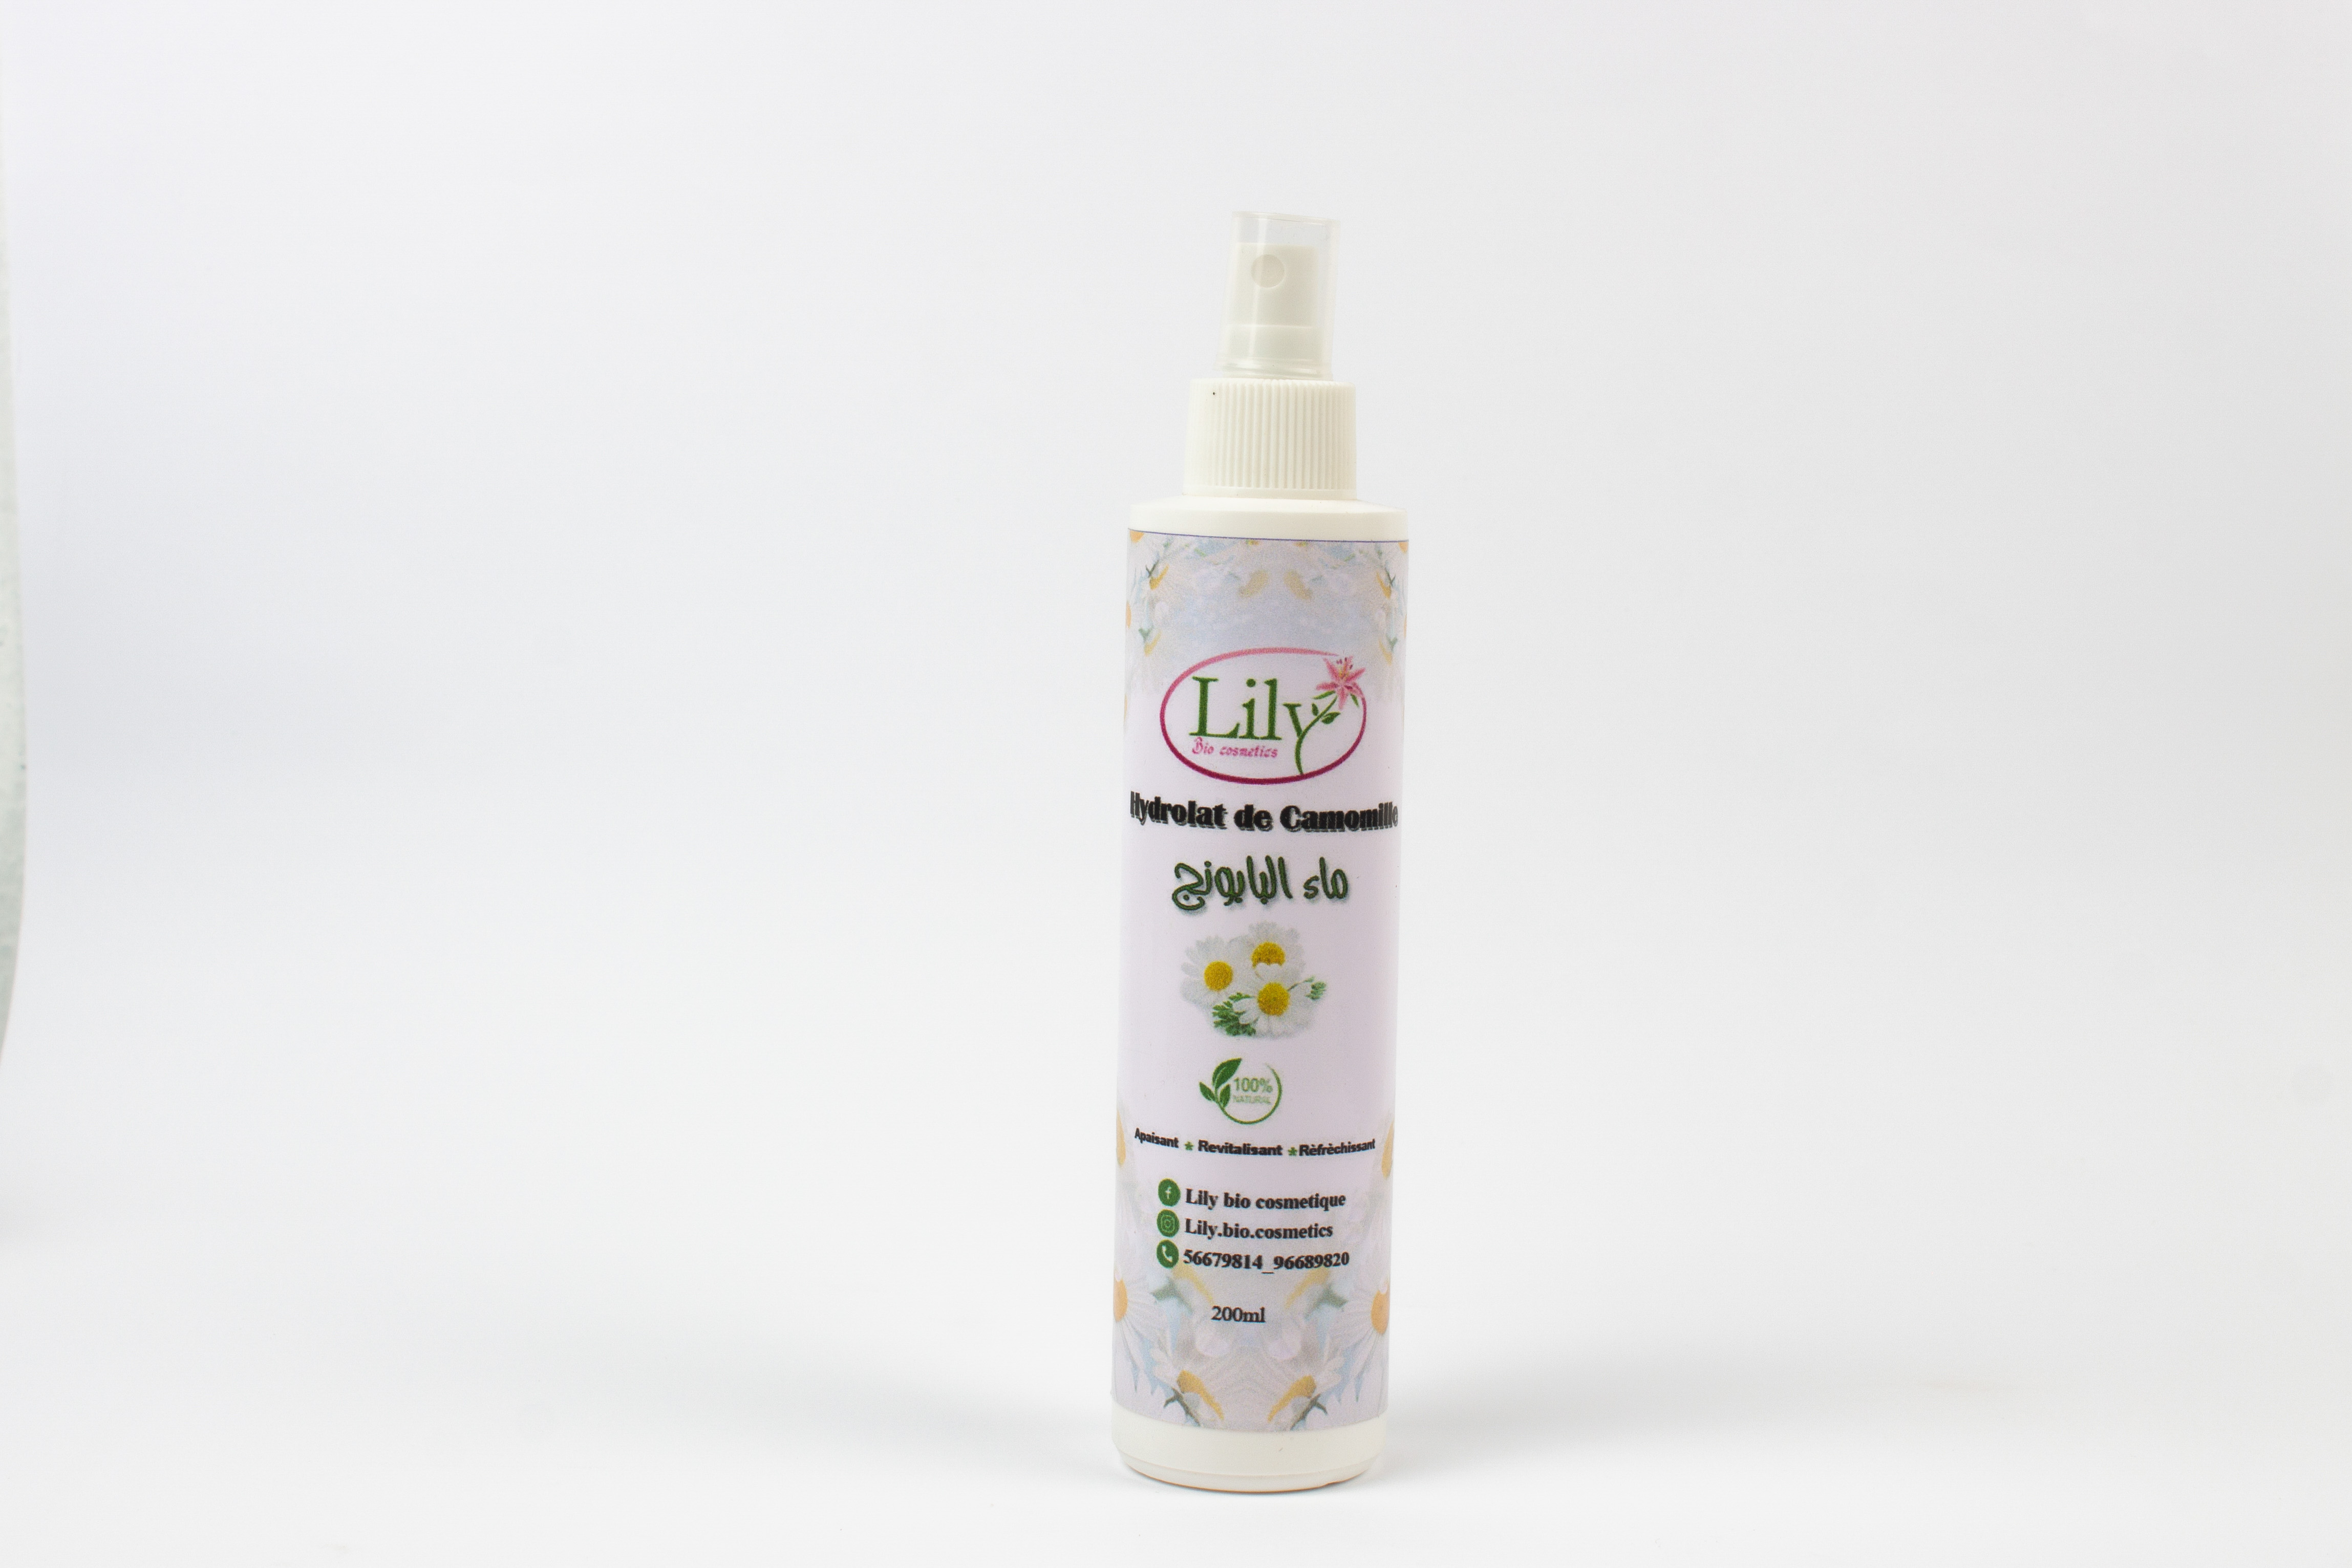 Lily
Bio cosmetics
Hydrolat de Camomille
ماء البابونج
100%
NATURAL
Apaisant * Revitalisant * Rèfrèchissant
Lily bio cosmetique
Lily.bio.cosmetics
56679814_96689820
200ml